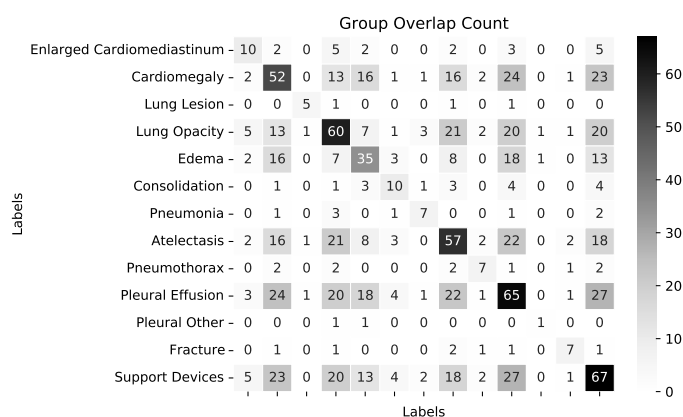 Group Overlap Count
Enlarged Cardiomediastinum 10 2 0 5 2 0 0 2 0 3 0 0 5
Cardiomegaly 2 52 0 13 16 1 1 16 2 24 0 1 23
Lung Lesion 0 0 5 1 0 0 0 1 0 1 0 0 0
Lung Opacity 5 13 1 60 7 1 3 21 2 20 1 1 20
Edema 2 16 0 7 35 3 0 8 0 18 1 0 13
Consolidation 0 1 0 1 3 10 1 3 0 4 0 0 4
Pneumonia 0 1 0 3 0 1 7 0 0 1 0 0 2
Atelectasis 2 16 1 21 8 3 0 57 2 22 0 2 18
Pneumothorax 0 2 0 2 0 0 0 2 7 1 0 1 2
Pleural Effusion 3 24 1 20 18 4 1 22 1 65 0 1 27
Pleural Other 0 0 0 1 1 0 0 0 0 0 1 0 0
Fracture 0 1 0 1 0 0 0 2 1 1 0 7 1
Support Devices 5 23 0 20 13 4 2 18 2 27 0 1 67
Labels
Labels
60
50
40
30
20
10
0